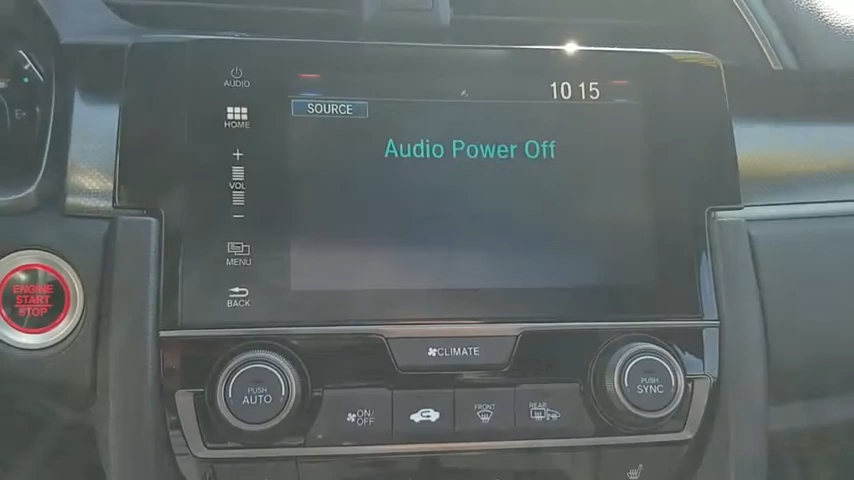 AUDIO
10:15
HOME
SOURCE
Audio Power Off
+
VOL
−
MENU
BACK
ENGINE
START
STOP
CLIMATE
PUSH
AUTO
ON/
OFF
FRONT
REAR
PUSH
SYNC